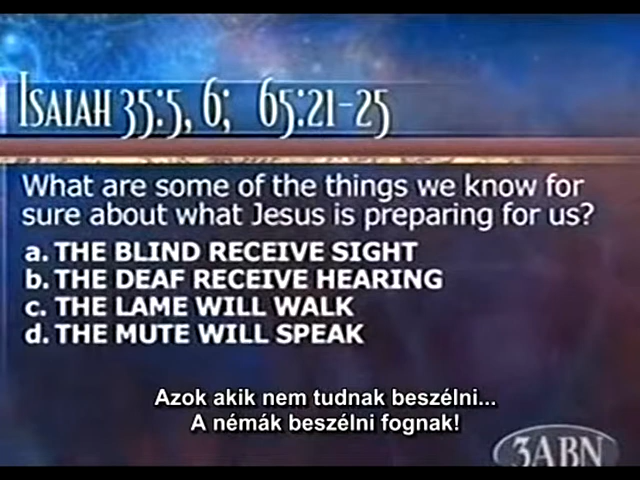 ISAIAH 35:5, 6; 65:21-25
What are some of the things we know for
sure about what Jesus is preparing for us?
a. THE BLIND RECEIVE SIGHT
b. THE DEAF RECEIVE HEARING
c. THE LAME WILL WALK
d. THE MUTE WILL SPEAK
Azok akik nem tudnak beszélni...
A némák beszélni fognak!
3ABN